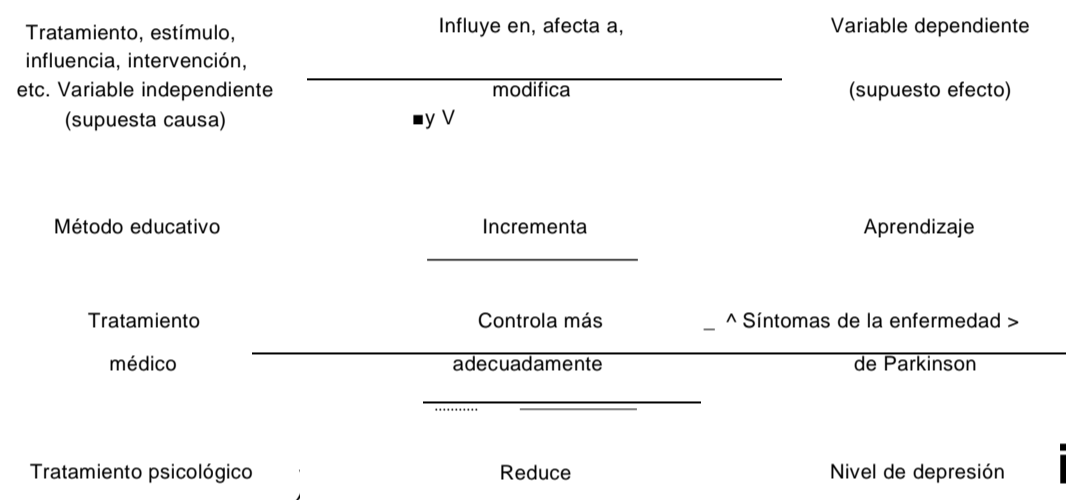 Tratamiento, estímulo,
influencia, intervención,
etc. Variable independiente
(supuesta causa)
Influye en, afecta a,
modifica
■y V
Variable dependiente
(supuesto efecto)
Método educativo
Incrementa
Aprendizaje
Tratamiento
médico
Controla más
adecuadamente
_ ^ Síntomas de la enfermedad >
de Parkinson
Tratamiento psicológico
Reduce
Nivel de depresión